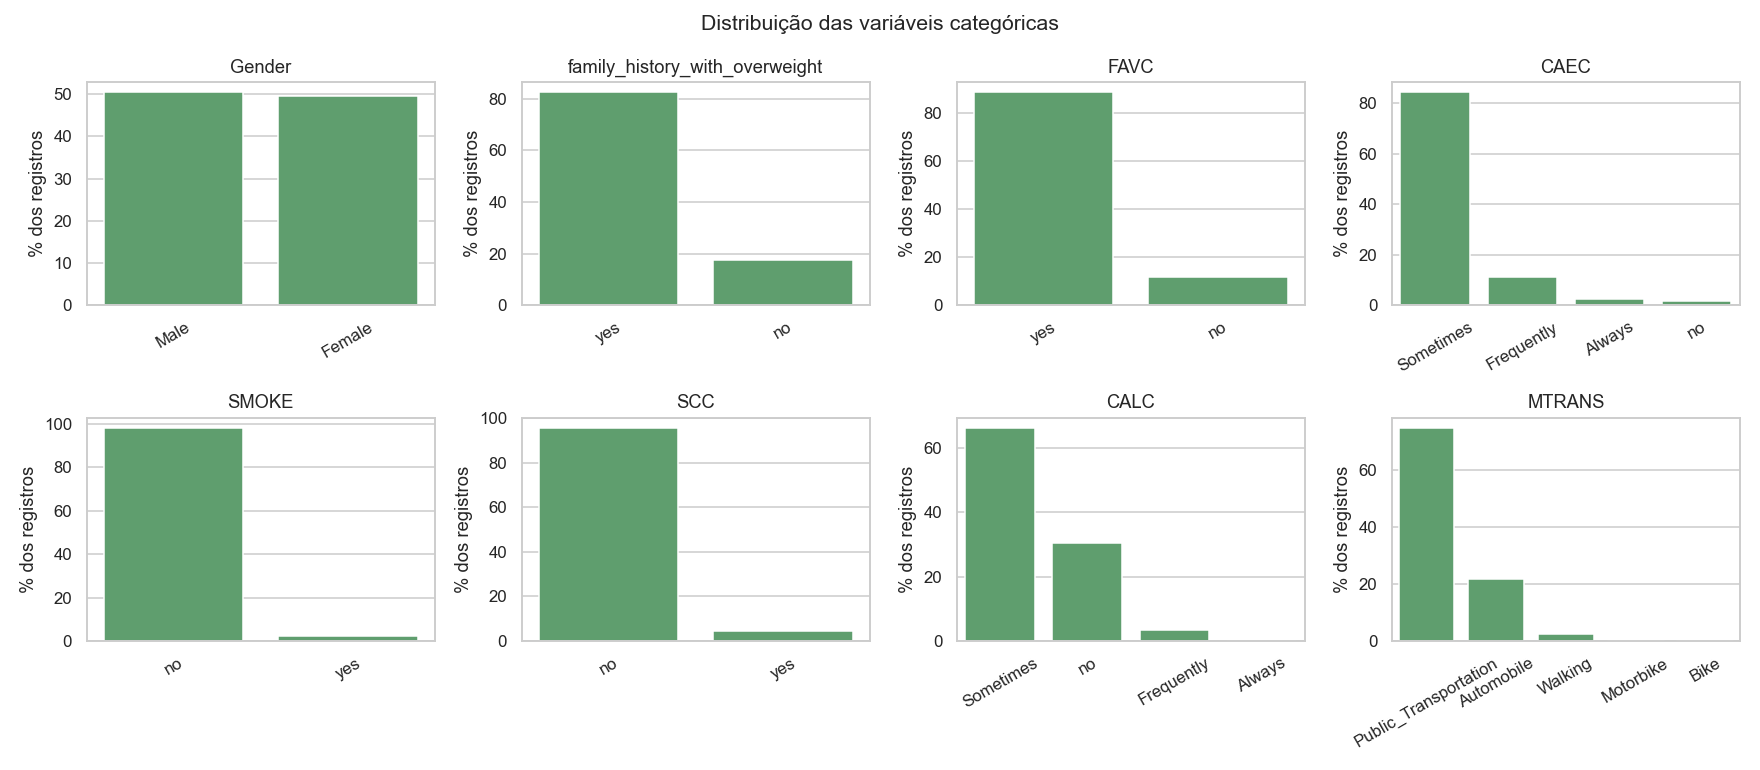 Distribuição das variáveis categóricas
Gender
% dos registros
50
40
30
20
10
0
Male
Female
family_history_with_overweight
% dos registros
80
60
40
20
0
yes
no
FAVC
% dos registros
80
60
40
20
0
yes
no
CAEC
% dos registros
80
60
40
20
0
Sometimes
Frequently
Always
no
SMOKE
% dos registros
100
80
60
40
20
0
no
yes
SCC
% dos registros
100
80
60
40
20
0
no
yes
CALC
% dos registros
60
40
20
0
Sometimes
no
Frequently
Always
MTRANS
% dos registros
60
40
20
0
Public_Transportation
Automobile
Walking
Motorbike
Bike